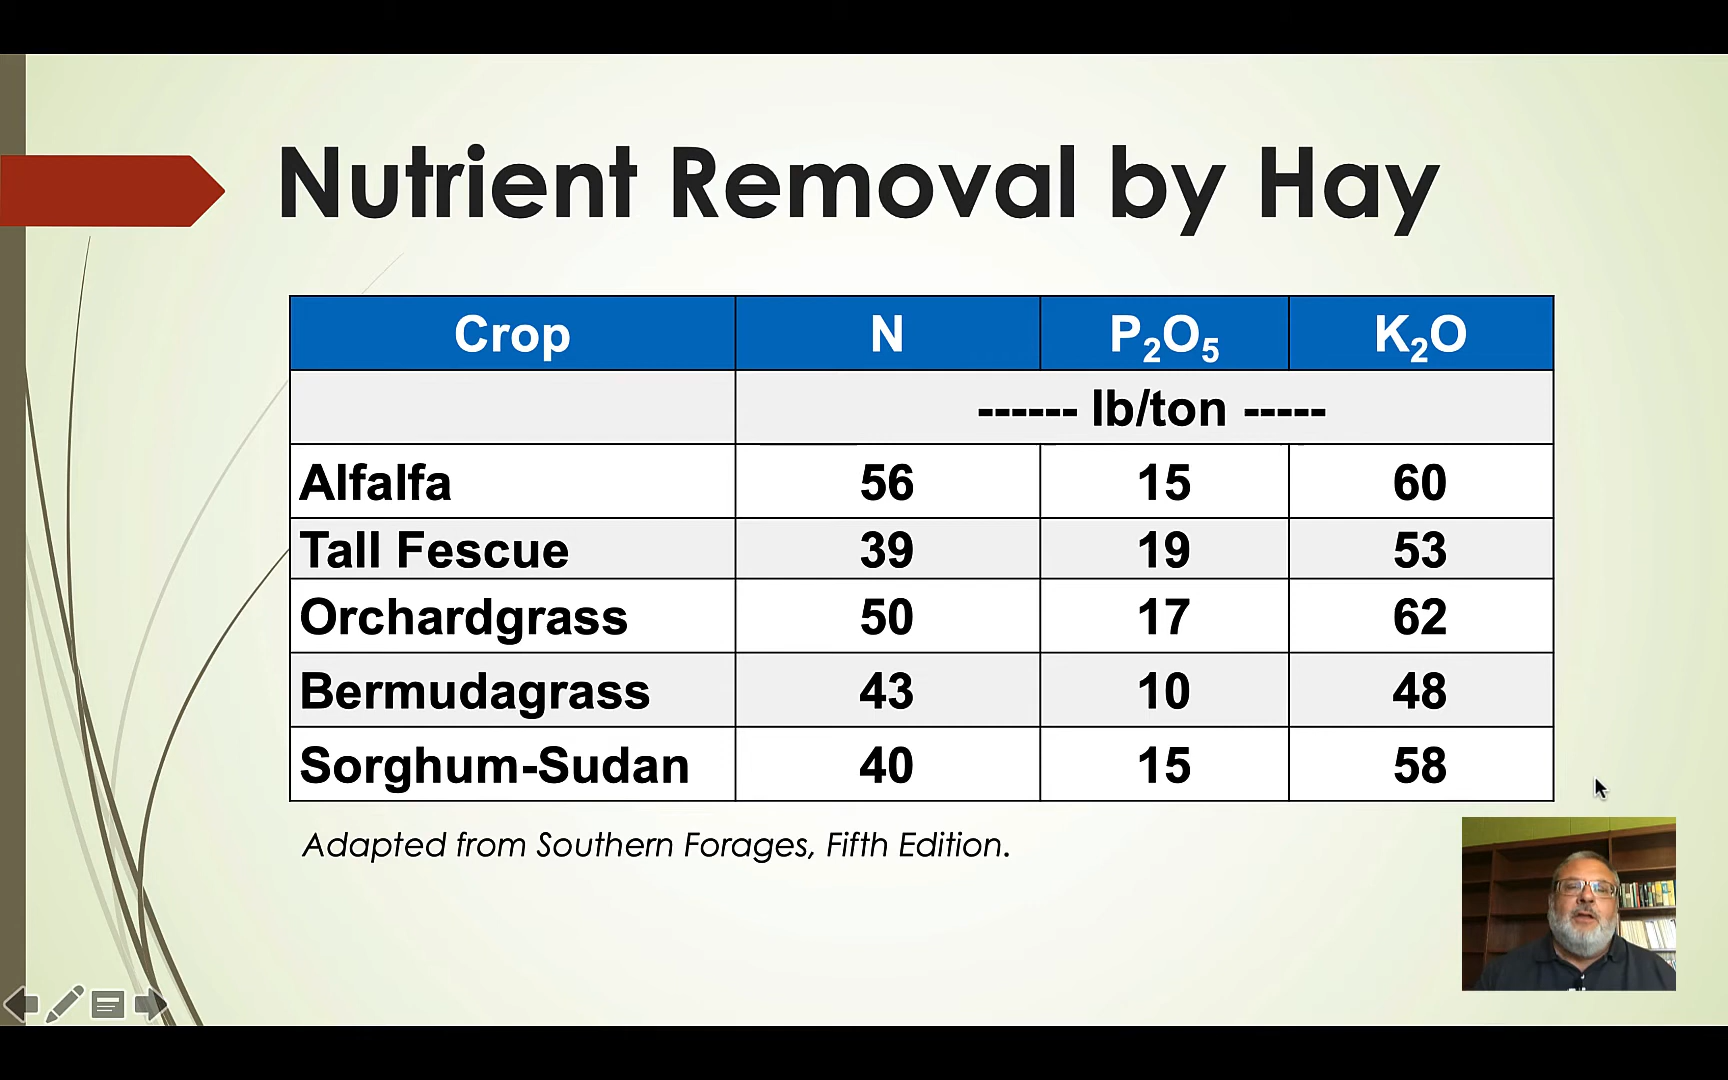 Nutrient Removal by Hay
Crop N P₂O₅ K₂O
------ lb/ton -----
Alfalfa 56 15 60
Tall Fescue 39 19 53
Orchardgrass 50 17 62
Bermudagrass 43 10 48
Sorghum-Sudan 40 15 58
Adapted from Southern Forages, Fifth Edition.